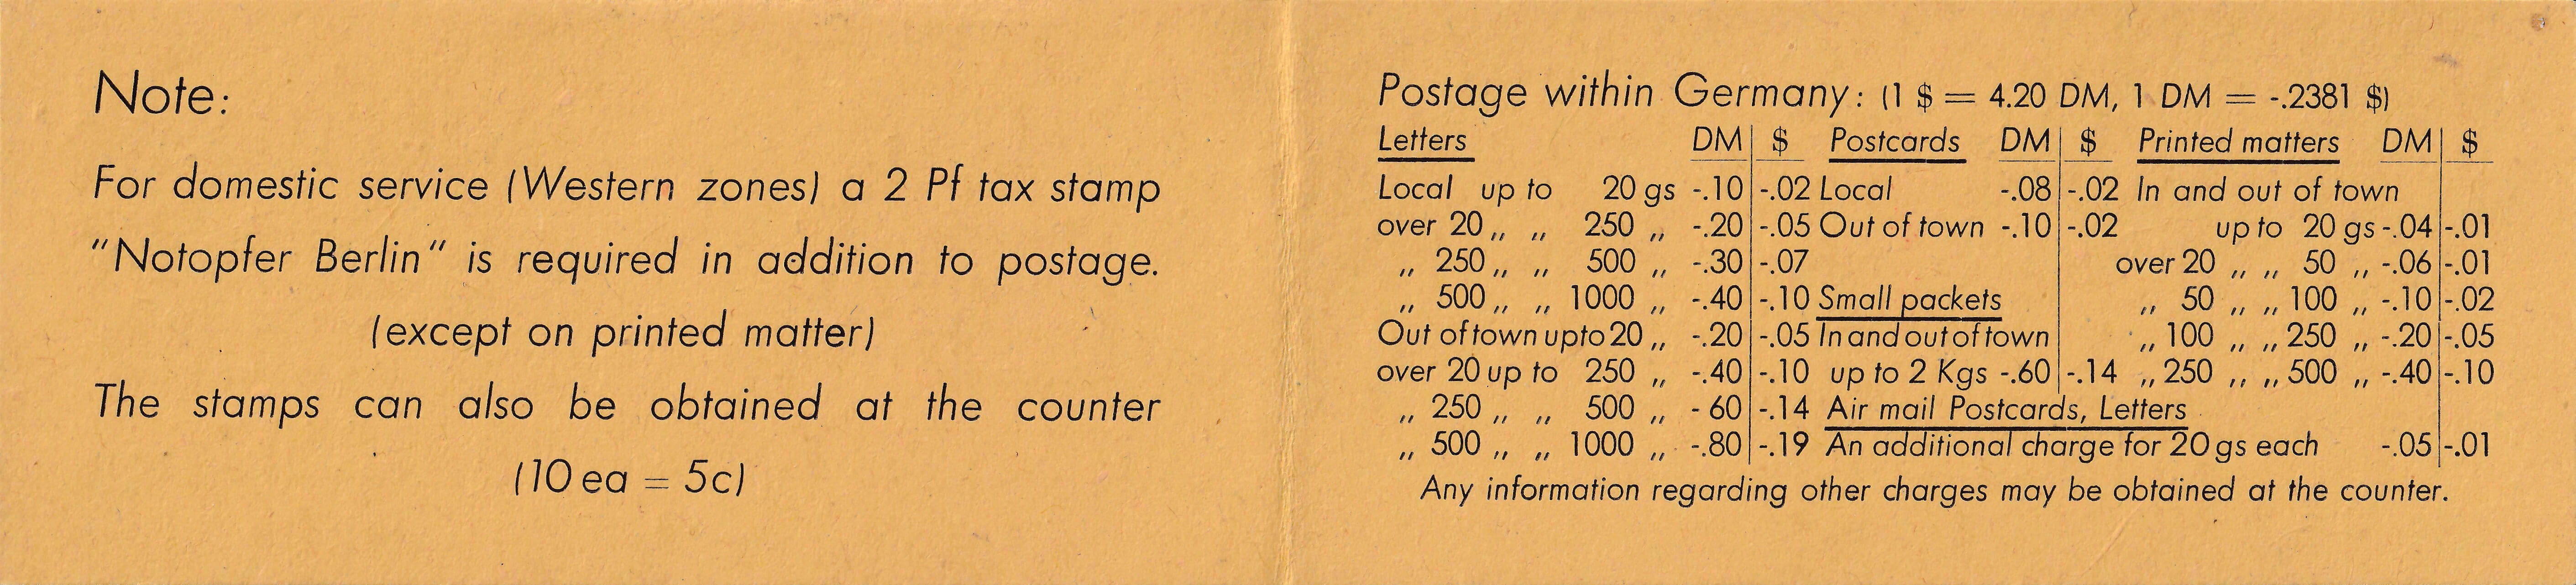 Note:
For domestic service (Western zones) a 2 Pf tax stamp
"Notopfer Berlin" is required in addition to postage.
(except on printed matter)
The stamps can also be obtained at the counter
(10 ea = 5c)
Postage within Germany: (1 $ = 4.20 DM, 1 DM = -.2381 $)
Letters DM $ Postcards DM $ Printed matters DM $
Local up to 20 gs -.10 -.02 Local -.08 -.02 In and out of town
over 20 „ „ 250 „ -.20 -.05 Out of town -.10 -.02 up to 20 gs -.04 -.01
„ 250 „ „ 500 „ -.30 -.07 over 20 „ „ 50 „ -.06 -.01
„ 500 „ „ 1000 „ -.40 -.10 Small packets „ 50 „ „ 100 „ -.10 -.02
Out of town up to 20 „ -.20 -.05 In and out of town „ 100 „ „ 250 „ -.20 -.05
over 20 up to 250 „ -.40 -.10 up to 2 Kgs -.60 -.14 „ 250 „ „ 500 „ -.40 -.10
„ 250 „ „ 500 „ - 60 -.14 Air mail Postcards, Letters
„ 500 „ „ 1000 „ -.80 -.19 An additional charge for 20 gs each -.05 -.01
Any information regarding other charges may be obtained at the counter.